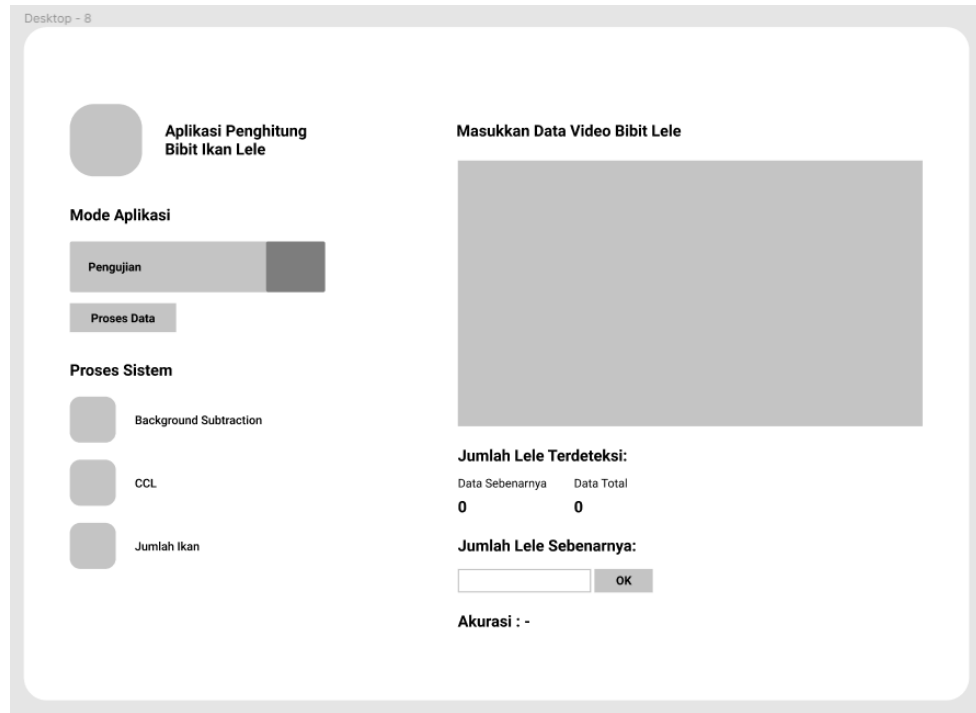 Desktop - 8
Aplikasi Penghitung
Bibit Ikan Lele
Mode Aplikasi
Pengujian
Proses Data
Proses Sistem
Background Subtraction
CCL
Jumlah Ikan
Masukkan Data Video Bibit Lele
Jumlah Lele Terdeteksi:
Data Sebenarnya Data Total
0 0
Jumlah Lele Sebenarnya:
OK
Akurasi : -